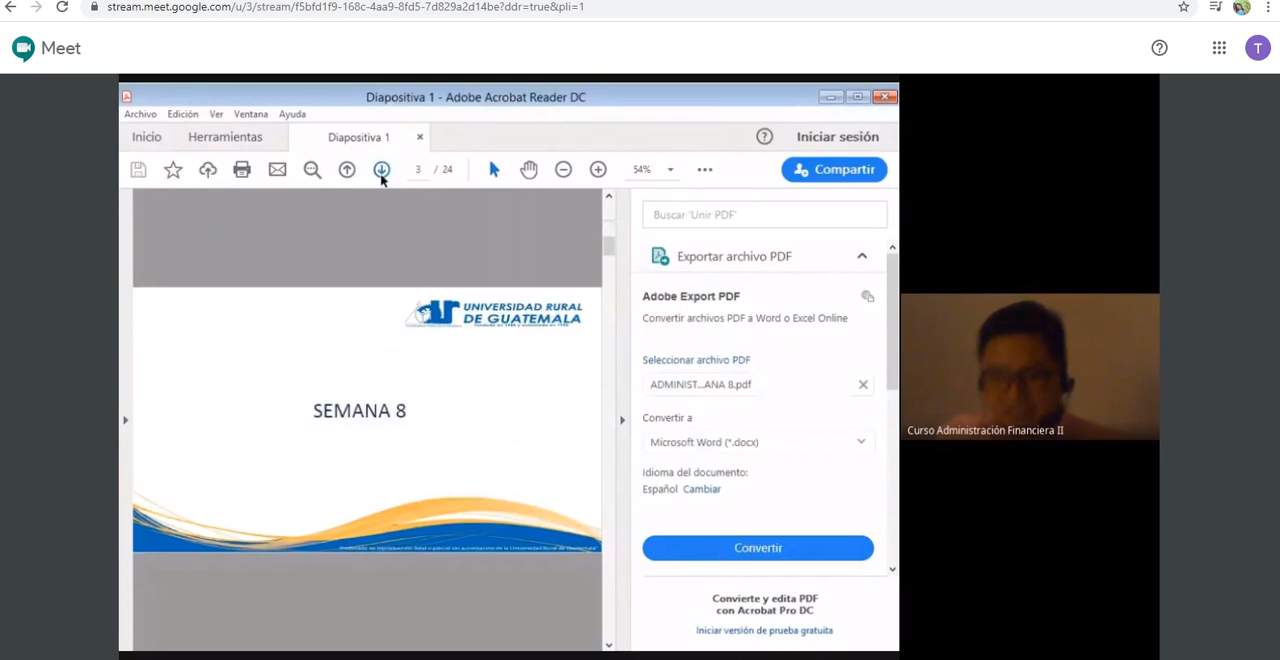 stream.meet.google.com/u/3/stream/f5bfd1f9-168c-4aa9-8fd5-7d829a2d14be?ddr=true&pli=1
Meet
T
Diapositiva 1 - Adobe Acrobat Reader DC
Archivo Edición Ver Ventana Ayuda
Inicio Herramientas Diapositiva 1 × Iniciar sesión
3 / 24 54% Compartir
Buscar 'Unir PDF'
Exportar archivo PDF
Adobe Export PDF
Convertir archivos PDF a Word o Excel Online
Seleccionar archivo PDF
ADMINIST...ANA 8.pdf
Convertir a
Microsoft Word (*.docx)
Idioma del documento:
Español Cambiar
Convertir
Convierte y edita PDF
con Acrobat Pro DC
Iniciar versión de prueba gratuita
UNIVERSIDAD RURAL
DE GUATEMALA
SEMANA 8
Curso Administración Financiera II